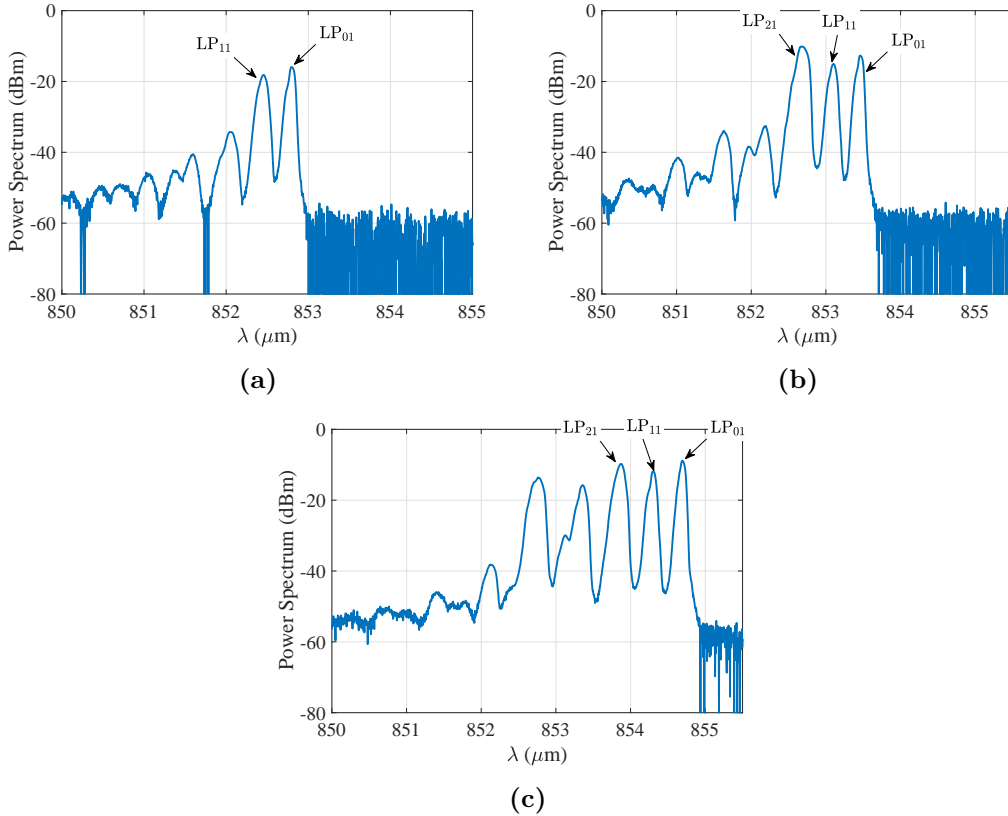 0
-20
-40
-60
-80
Power Spectrum (dBm)
LP₁₁
LP₀₁
850
851
852
853
854
855
λ (μm)
(a)
0
-20
-40
-60
-80
Power Spectrum (dBm)
LP₂₁
LP₁₁
LP₀₁
850
851
852
853
854
855
λ (μm)
(b)
0
-20
-40
-60
-80
Power Spectrum (dBm)
LP₂₁
LP₁₁
LP₀₁
850
851
852
853
854
855
λ (μm)
(c)